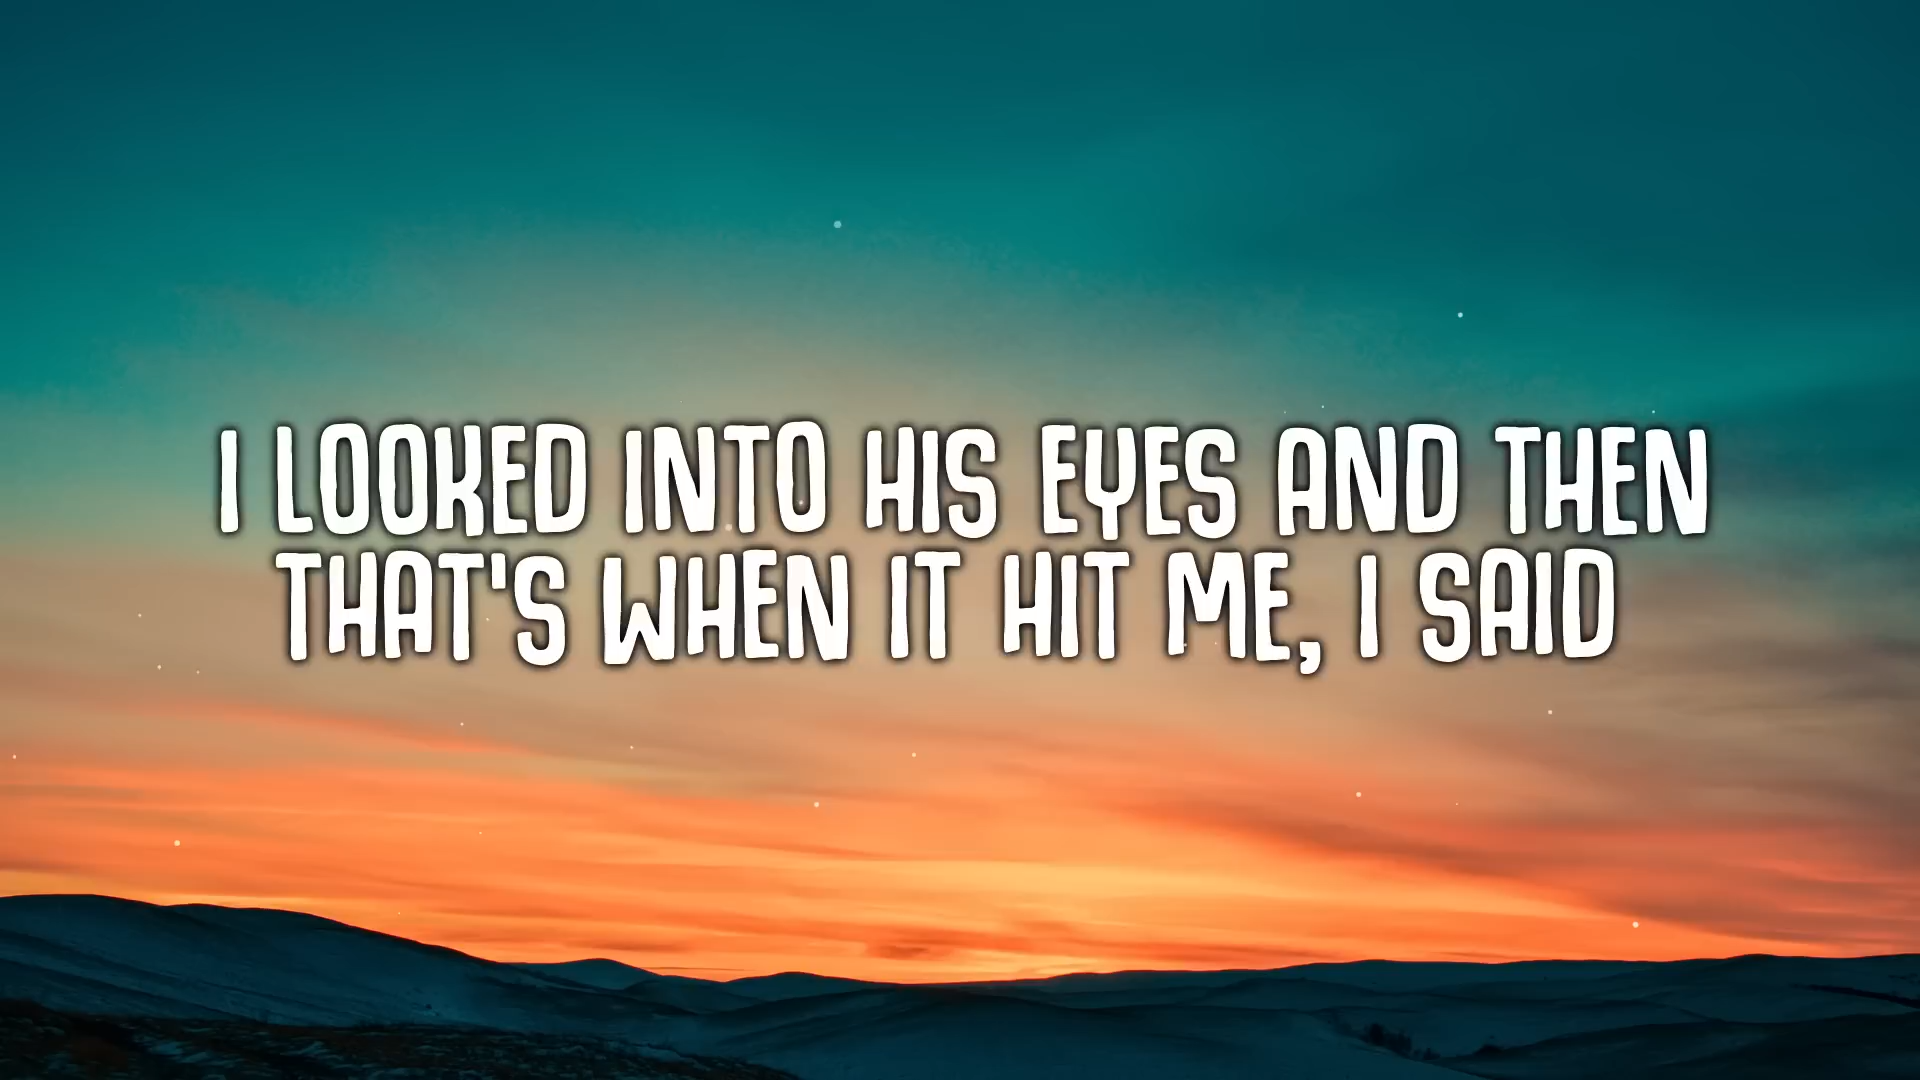 I LOOKED INTO HIS EYES AND THEN
THAT'S WHEN IT HIT ME, I SAID